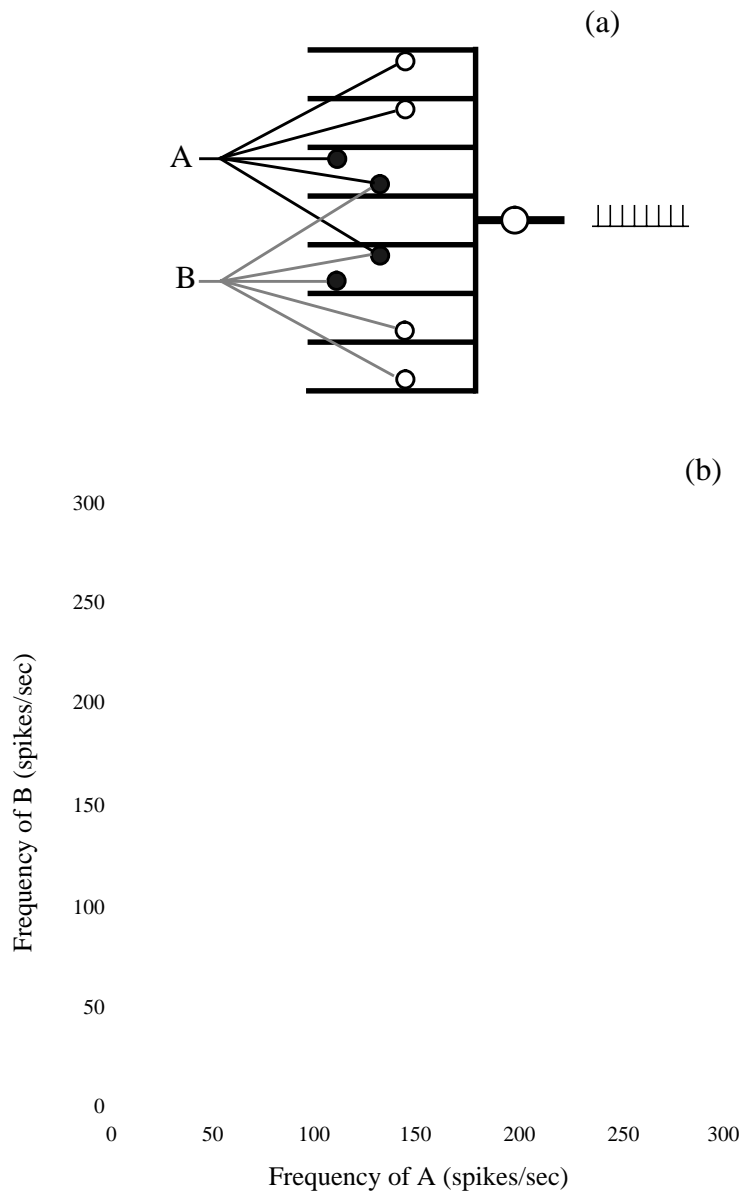 (a)
A
B
(b)
300
250
200
150
100
50
0
Frequency of B (spikes/sec)
0 50 100 150 200 250 300
Frequency of A (spikes/sec)